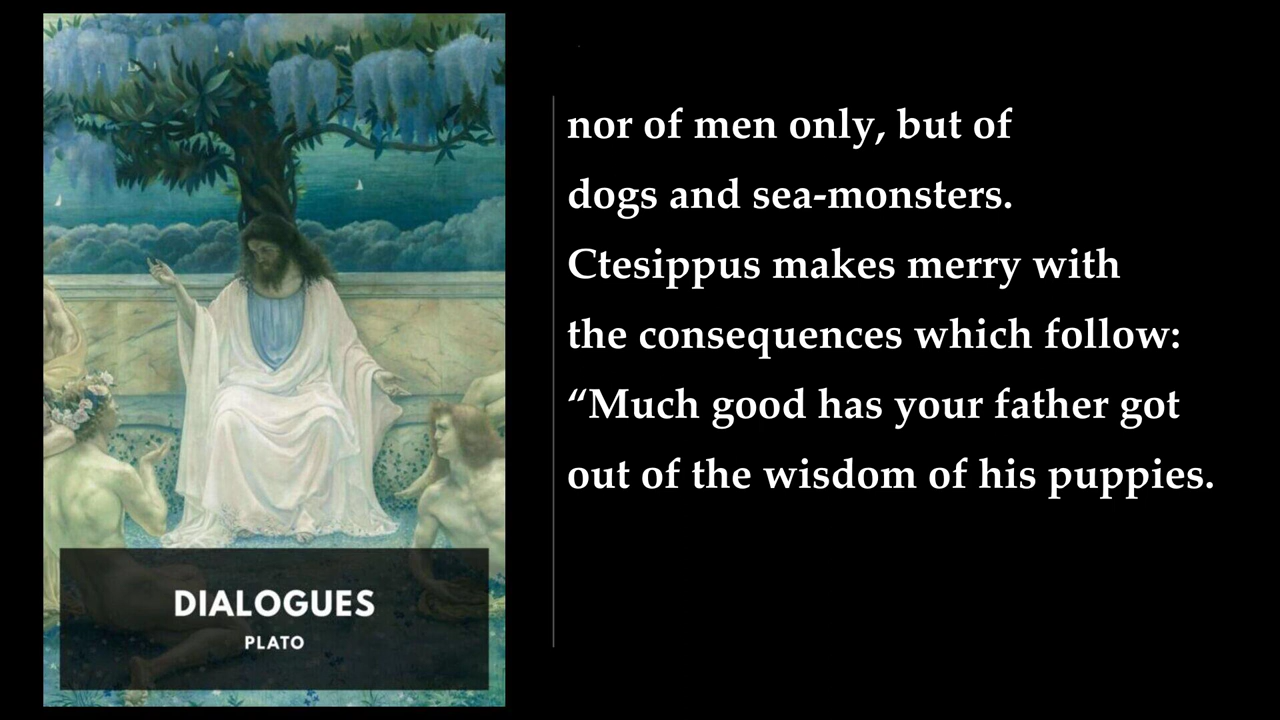 nor of men only, but of
dogs and sea-monsters.
Ctesippus makes merry with
the consequences which follow:
“Much good has your father got
out of the wisdom of his puppies.
DIALOGUES
PLATO